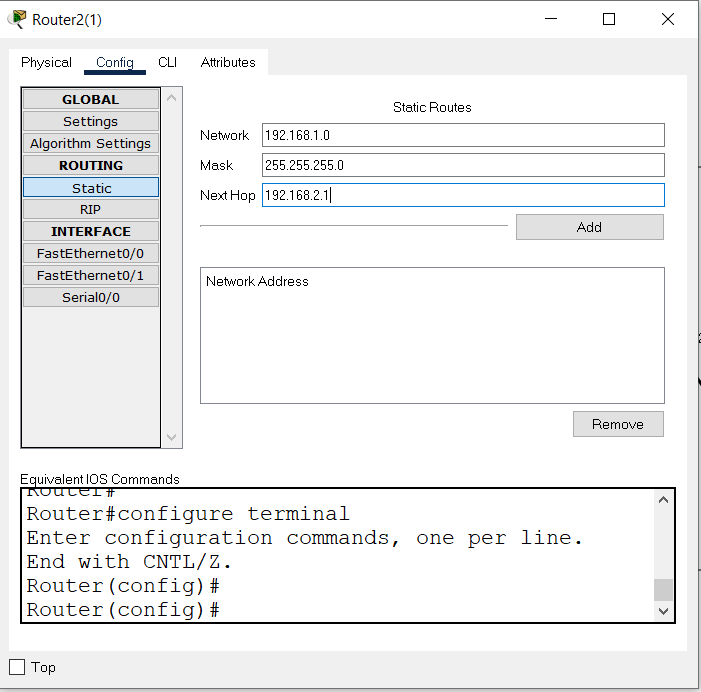 Router2(1)
Physical Config CLI Attributes
GLOBAL
Settings
Algorithm Settings
ROUTING
Static
RIP
INTERFACE
FastEthernet0/0
FastEthernet0/1
Serial0/0
Static Routes
Network 192.168.1.0
Mask 255.255.255.0
Next Hop 192.168.2.1
Add
Network Address
Remove
Equivalent IOS Commands
Router#
Router#configure terminal
Enter configuration commands, one per line.
End with CNTL/Z.
Router(config)#
Router(config)#
Top